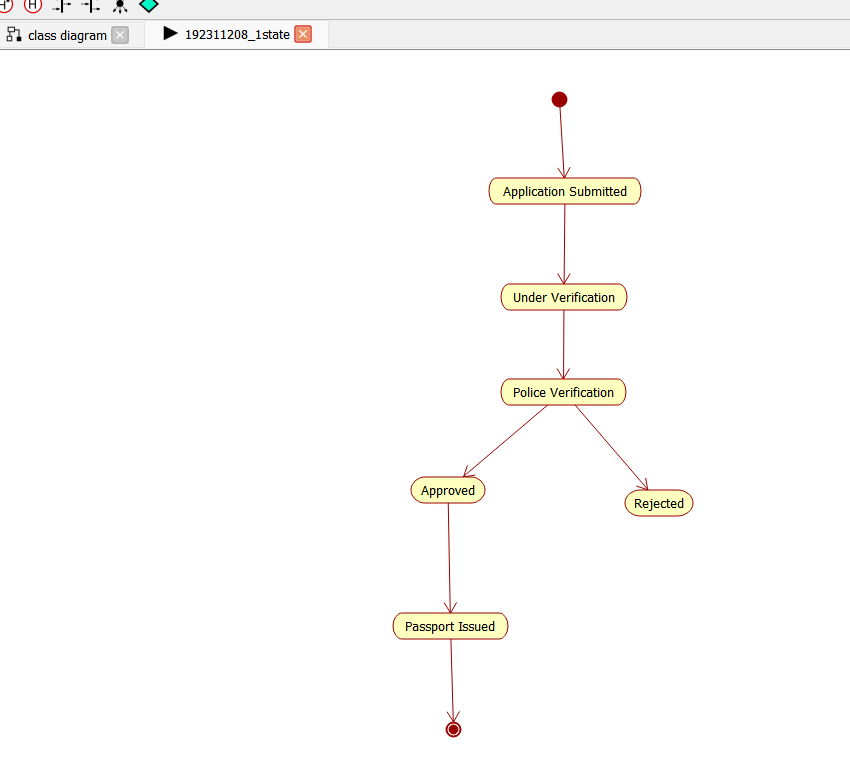 class diagram
192311208_1state
Application Submitted
Under Verification
Police Verification
Approved
Rejected
Passport Issued